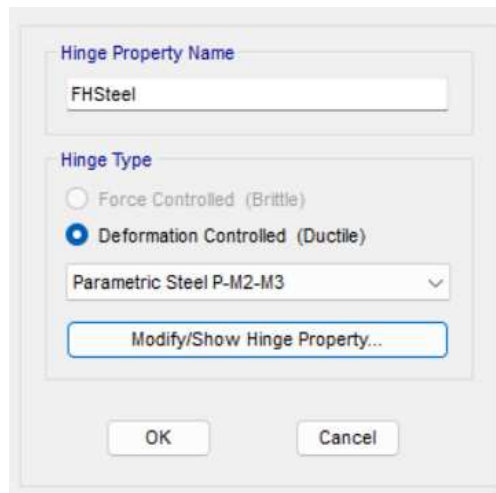 Hinge Property Name
FHSteel
Hinge Type
Force Controlled (Brittle)
Deformation Controlled (Ductile)
Parametric Steel P-M2-M3
Modify/Show Hinge Property...
OK Cancel